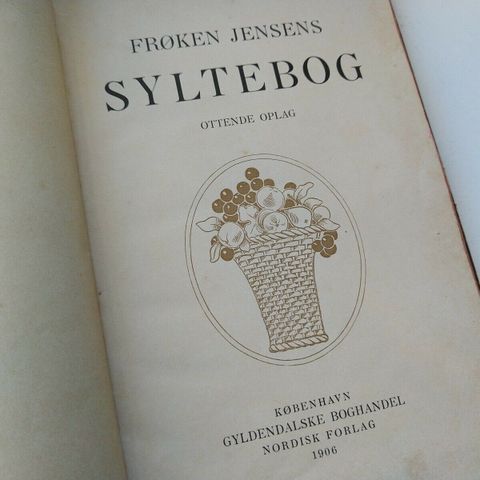 FRØKEN JENSENS
SYLTEBOG
OTTENDE OPLAG
KØBENHAVN
GYLDENDALSKE BOGHANDEL
NORDISK FORLAG
1906